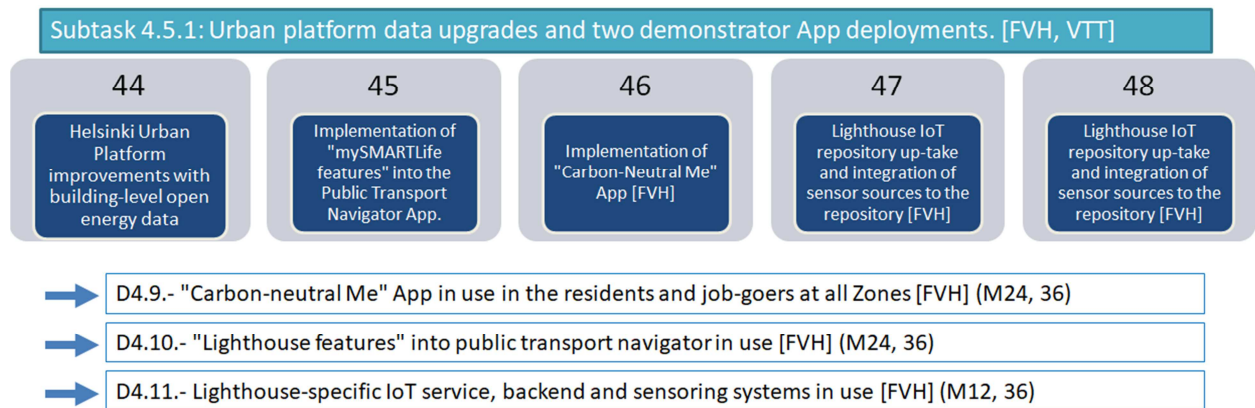 Subtask 4.5.1: Urban platform data upgrades and two demonstrator App deployments. [FVH, VTT]
44
Helsinki Urban
Platform
improvements with
building-level open
energy data
45
Implementation of
"mySMARTLife
features" into the
Public Transport
Navigator App.
46
Implementation of
"Carbon-Neutral Me"
App [FVH]
47
Lighthouse IoT
repository up-take
and integration of
sensor sources to the
repository [FVH]
48
Lighthouse IoT
repository up-take
and integration of
sensor sources to the
repository [FVH]
D4.9.- "Carbon-neutral Me" App in use in the residents and job-goers at all Zones [FVH] (M24, 36)
D4.10.- "Lighthouse features" into public transport navigator in use [FVH] (M24, 36)
D4.11.- Lighthouse-specific IoT service, backend and sensoring systems in use [FVH] (M12, 36)